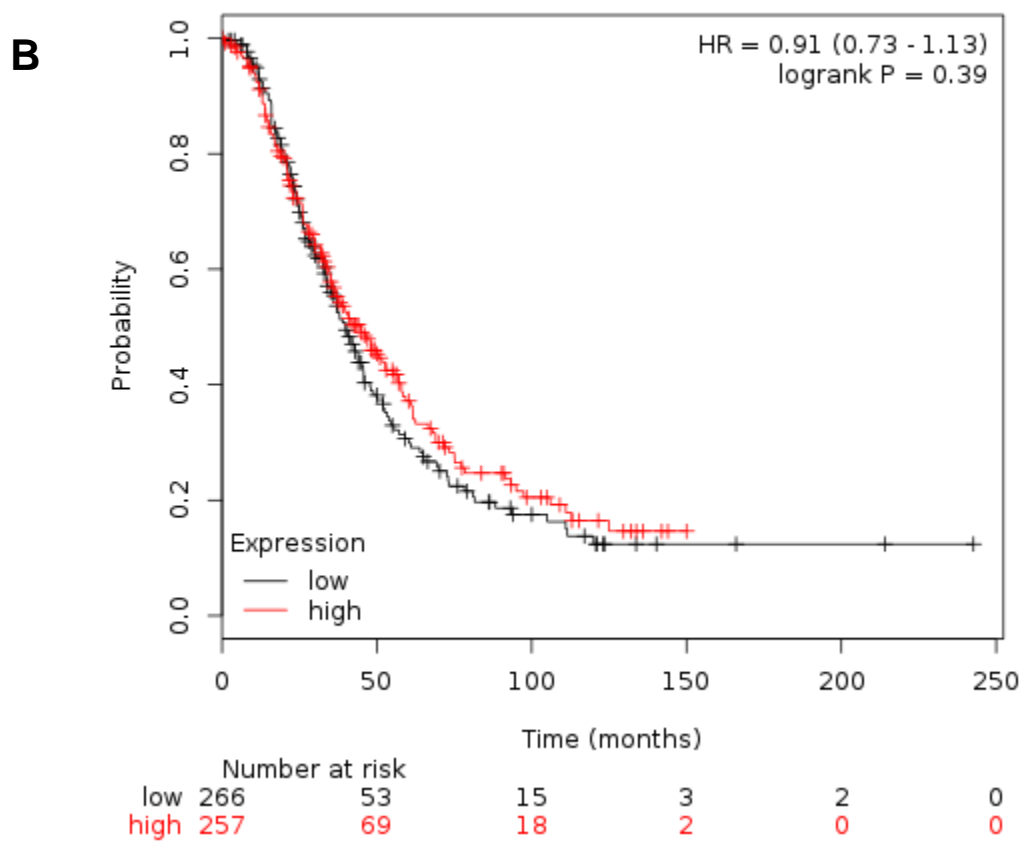 B
HR = 0.91 (0.73 - 1.13)
logrank P = 0.39
1.0
0.8
0.6
0.4
0.2
0.0
Probability
Expression
low
high
0 50 100 150 200 250
Time (months)
Number at risk
low 266 53 15 3 2 0
high 257 69 18 2 0 0